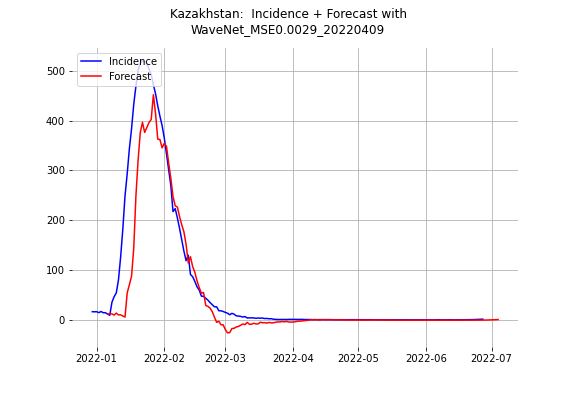 Kazakhstan:  Incidence + Forecast with
WaveNet_MSE0.0029_20220409
Incidence
Forecast
500
400
300
200
100
0
2022-01 2022-02 2022-03 2022-04 2022-05 2022-06 2022-07